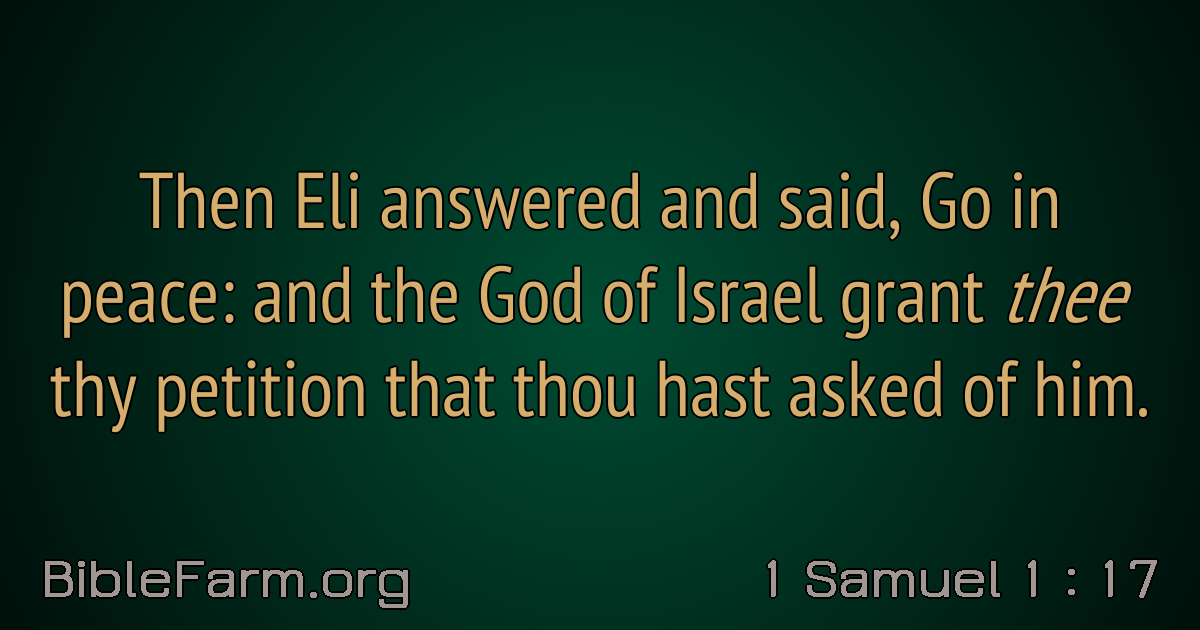 Then Eli answered and said, Go in
peace: and the God of Israel grant thee
thy petition that thou hast asked of him.
BibleFarm.org
1 Samuel 1 : 17